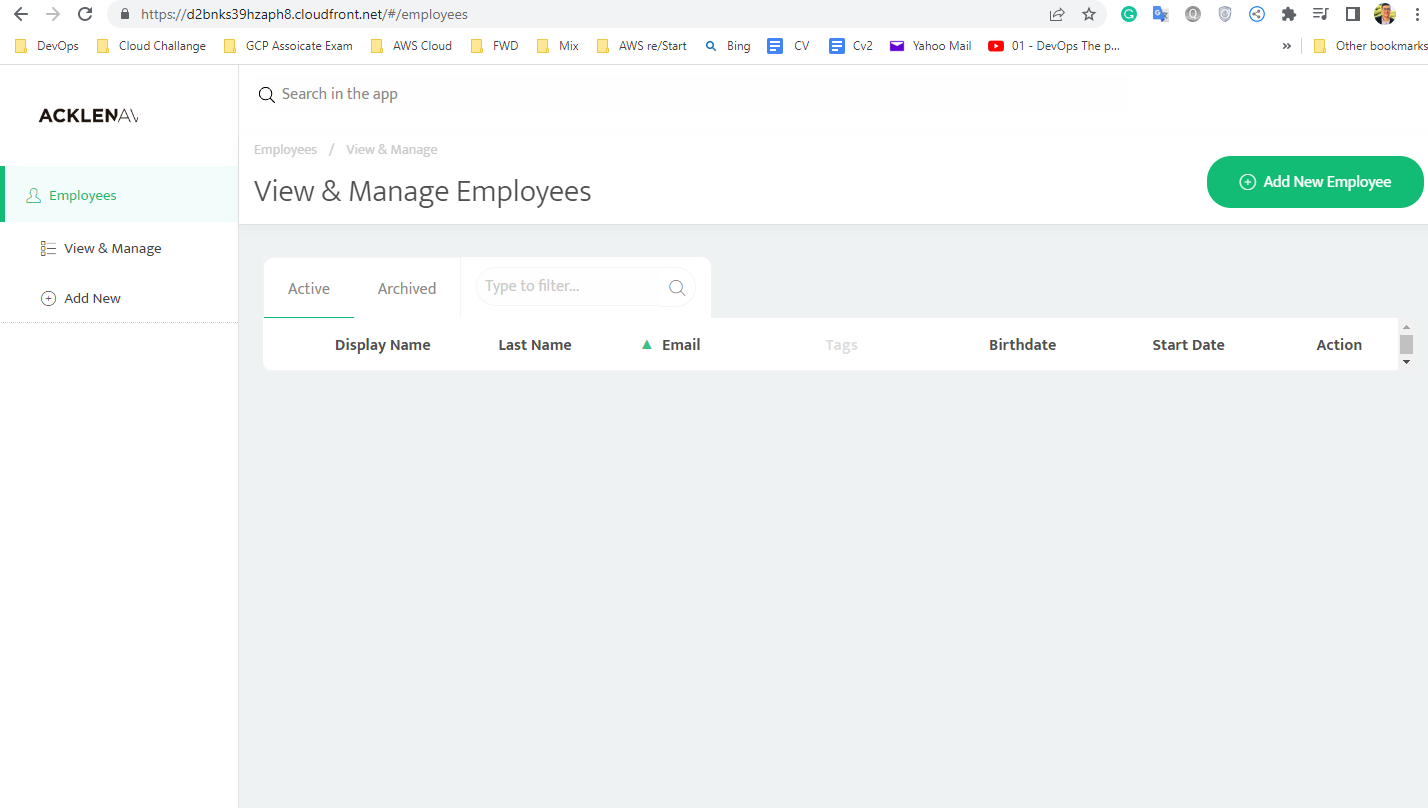 https://d2bnks39hzaph8.cloudfront.net/#/employees
DevOps Cloud Challange GCP Assoicate Exam AWS Cloud FWD Mix AWS re/Start Bing CV Cv2 Yahoo Mail 01 - DevOps The p... » Other bookmarks
ACKLENAV
Search in the app
Employees / View & Manage
View & Manage Employees
Add New Employee
Employees
View & Manage
Add New
Active Archived Type to filter...
Display Name Last Name Email Tags Birthdate Start Date Action